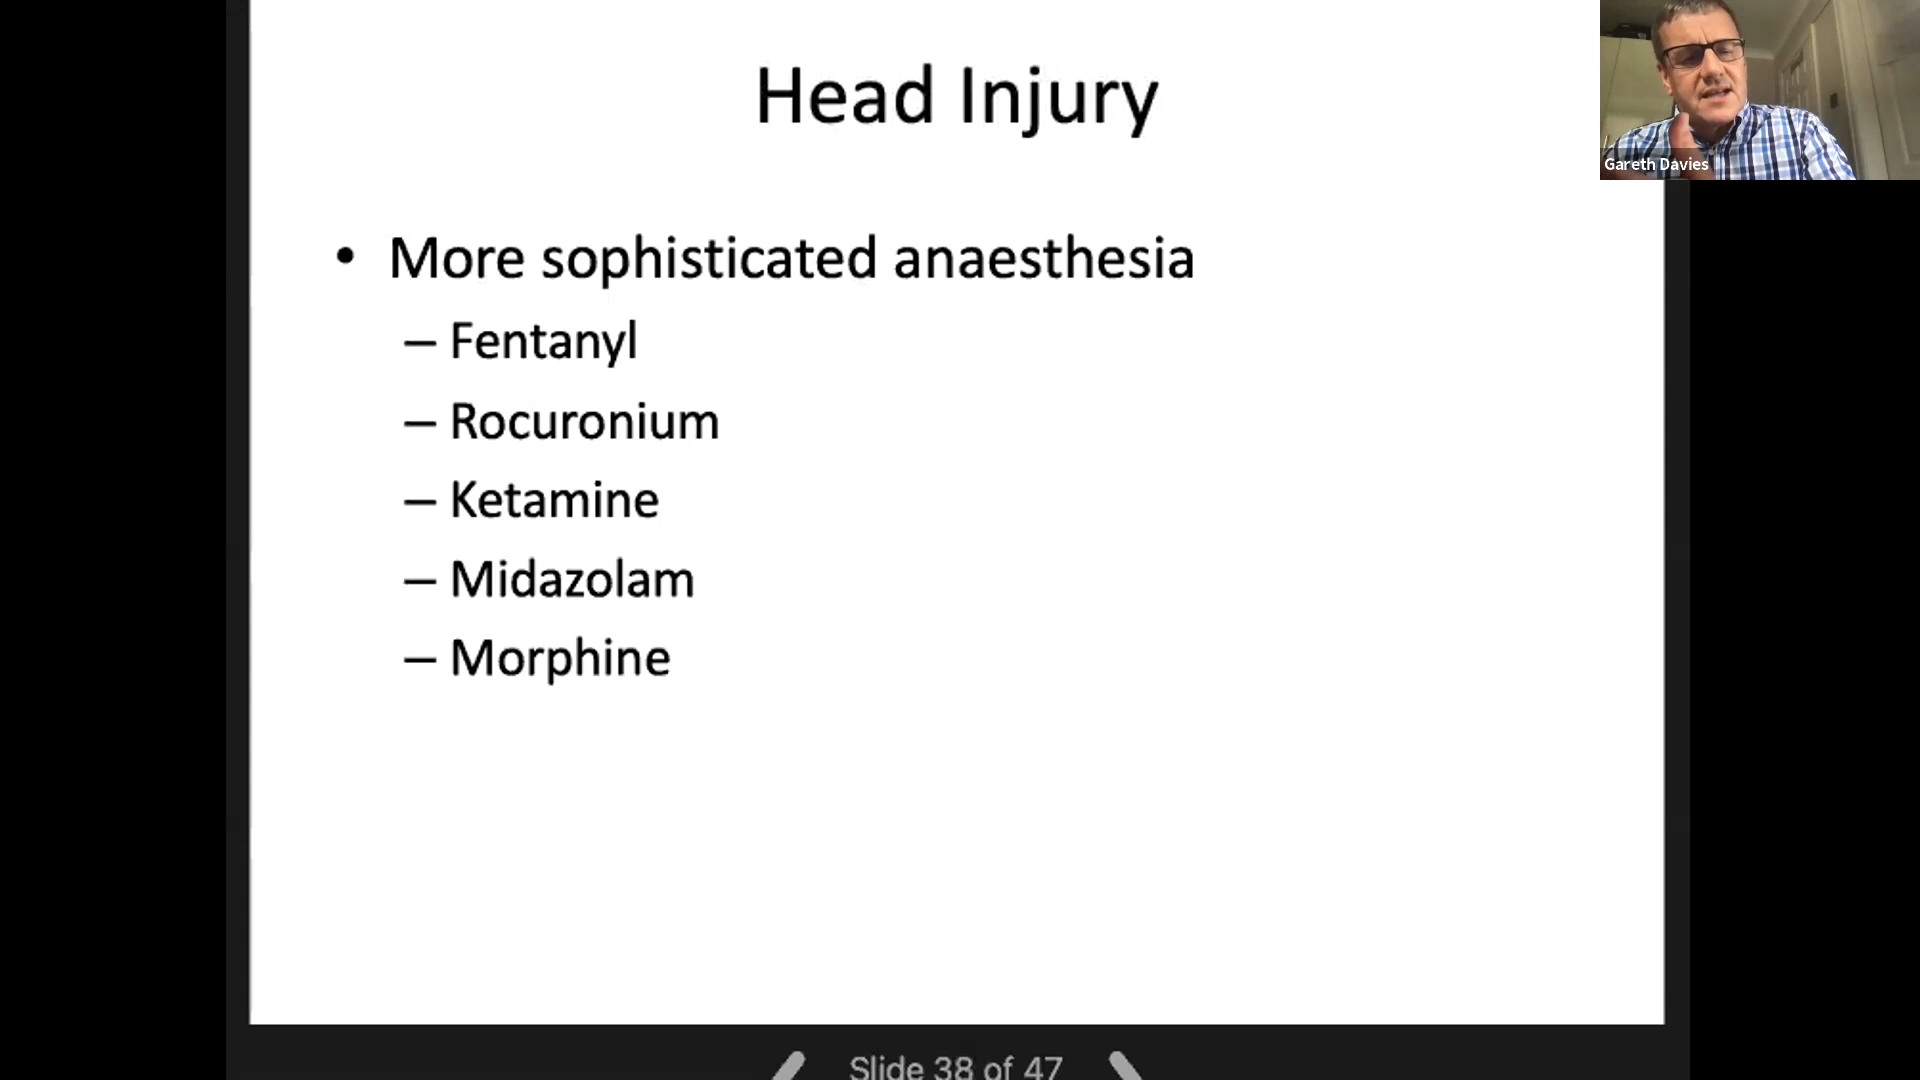 Head Injury
Gareth Davies
• More sophisticated anaesthesia
– Fentanyl
– Rocuronium
– Ketamine
– Midazolam
– Morphine
Slide 38 of 47